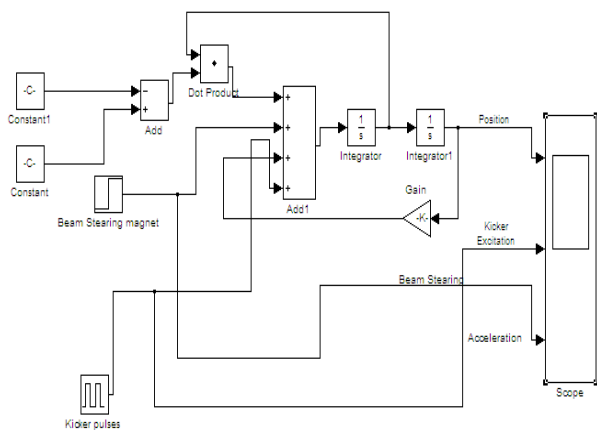 -C-
Constant1
-C-
Constant
−
+
Add
Dot Product
+
+
+
+
Add1
1
s
Integrator
1
s
Integrator1
Position
Gain
-K-
Beam Stearing magnet
Kicker
Excitation
Beam Stearing
Acceleration
Scope
Kicker pulses